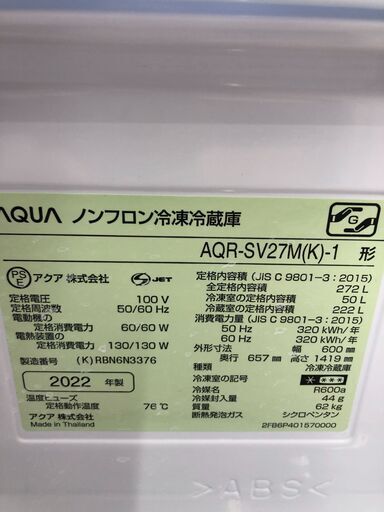 AQUA ノンフロン冷凍冷蔵庫
G
AQR-SV27M(K)-1 形
PS E アクア 株式会社 JET
定格電圧 100 V
定格周波数 50/60 Hz
電動機の
定格消費電力 60/60 W
電熱装置の
定格消費電力 130/130 W
製造番号 (K)RBN6N3376
2022 年製
温度ヒューズ
定格動作温度 76℃
アクア 株式会社
Made in Thailand
定格内容積 (JIS C 9801-3 : 2015)
全定格内容積 272 L
冷凍室の定格内容積 50 L
冷蔵室の定格内容積 222 L
消費電力量 (JIS C 9801-3 : 2015)
50 Hz 320 kWh/年
60 Hz 320 kWh/年
外形寸法 幅 600 mm
奥行 657 mm 高さ 1419 mm
種類 冷凍冷蔵庫
冷凍室の記号 ****
冷媒 R600a
冷媒封入量 44 g
質量 62 kg
断熱発泡ガス シクロペンタン
2FB6P401570000
>ABS<